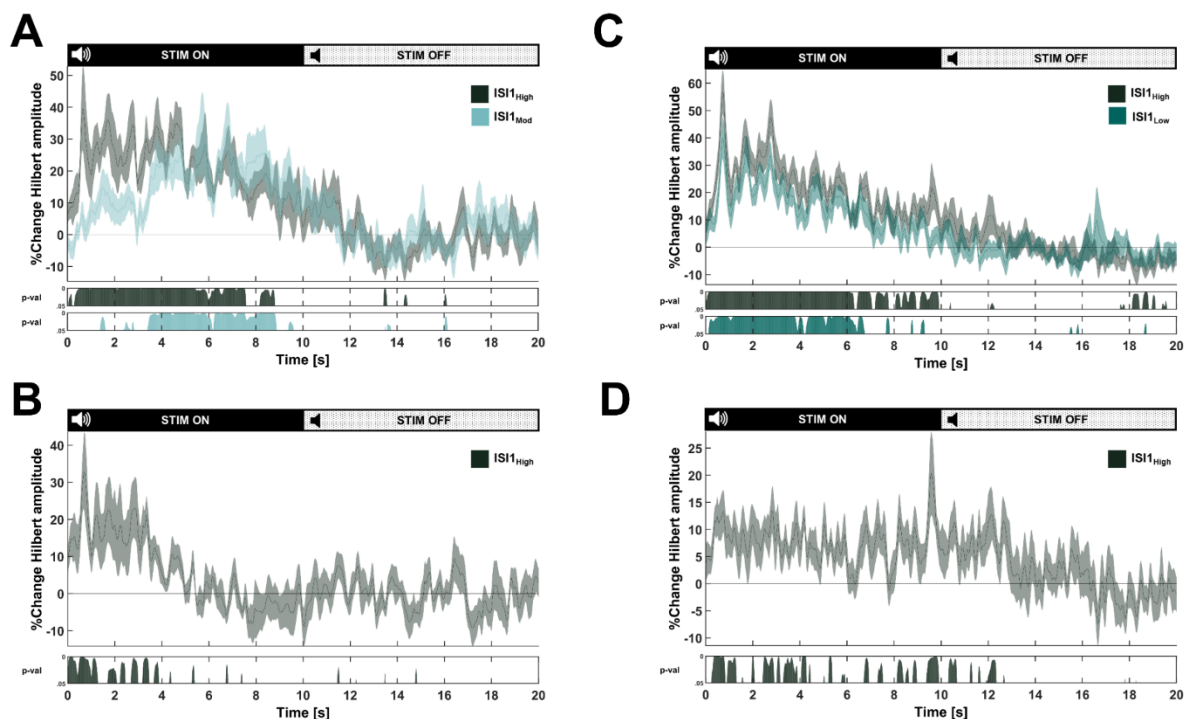 A
STIM ON STIM OFF
50
40
30
20
10
0
-10
%Change Hilbert amplitude
ISI1High
ISI1Mod
p-val 0 .05
p-val 0 .05
0 2 4 6 8 10 12 14 16 18 20
Time [s]
B
STIM ON STIM OFF
40
30
20
10
0
-10
%Change Hilbert amplitude
ISI1High
p-val 0 .05
0 2 4 6 8 10 12 14 16 18 20
Time [s]
C
STIM ON STIM OFF
60
50
40
30
20
10
0
-10
%Change Hilbert amplitude
ISI1High
ISI1Low
p-val 0 .05
p-val 0 .05
0 2 4 6 8 10 12 14 16 18 20
Time [s]
D
STIM ON STIM OFF
25
20
15
10
5
0
-5
-10
%Change Hilbert amplitude
ISI1High
p-val 0 .05
0 2 4 6 8 10 12 14 16 18 20
Time [s]